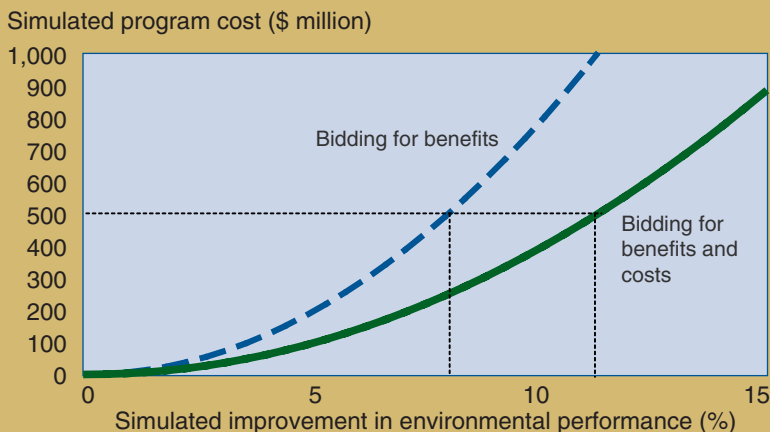 Simulated program cost ($ million)
1,000
900
800
700
600
500
400
300
200
100
0
Bidding for benefits
Bidding for
benefits and
costs
0 5 10 15
Simulated improvement in environmental performance (%)